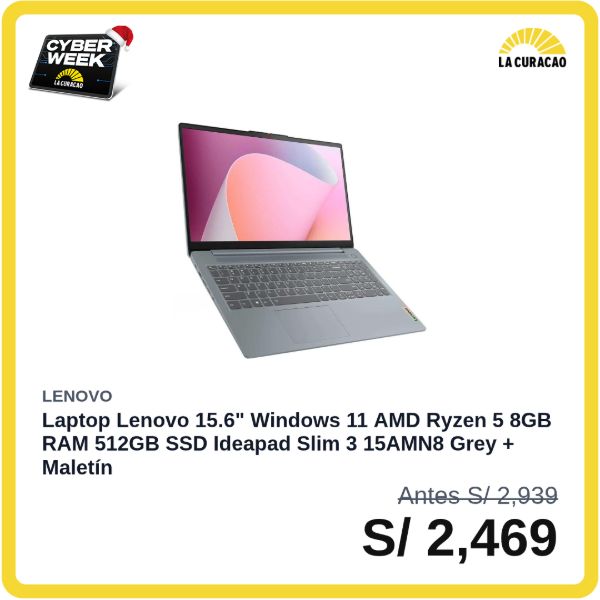 CYBER
WEEK
LA CURACAO
LA CURACAO
LENOVO
Laptop Lenovo 15.6" Windows 11 AMD Ryzen 5 8GB
RAM 512GB SSD Ideapad Slim 3 15AMN8 Grey +
Maletín
Antes S/ 2,939
S/ 2,469